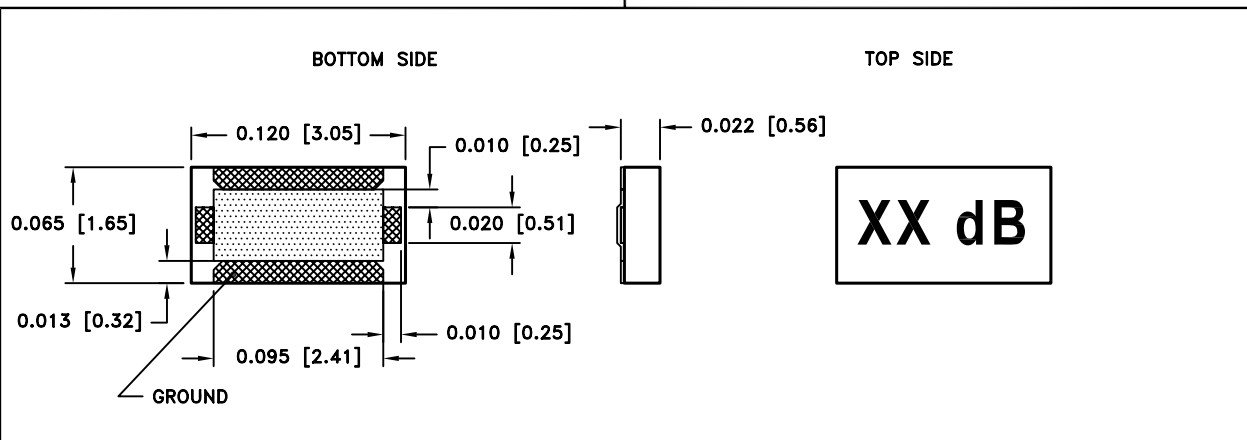 BOTTOM SIDE
TOP SIDE
0.120 [3.05]
0.010 [0.25]
0.022 [0.56]
0.065 [1.65]
0.020 [0.51]
XX dB
0.013 [0.32]
0.010 [0.25]
0.095 [2.41]
GROUND